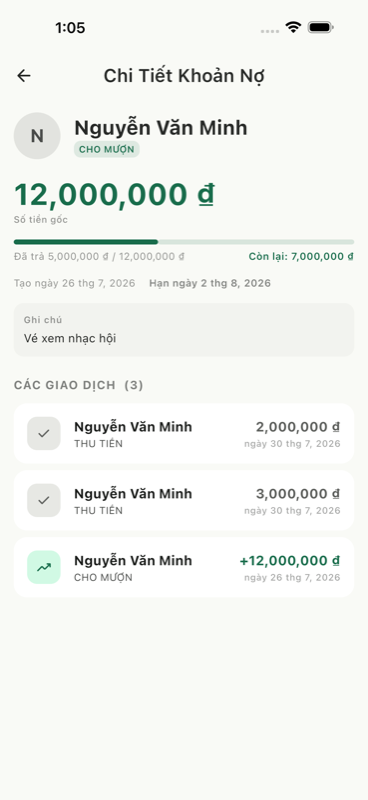 1:05
Chi Tiết Khoản Nợ
N
Nguyễn Văn Minh
CHO MƯỢN
12,000,000 ₫
Số tiền gốc
Đã trả 5,000,000 ₫ / 12,000,000 ₫
Còn lại: 7,000,000 ₫
Tạo ngày 26 thg 7, 2026
Hạn ngày 2 thg 8, 2026
Ghi chú
Vé xem nhạc hội
CÁC GIAO DỊCH (3)
Nguyễn Văn Minh
2,000,000 ₫
THU TIỀN
ngày 30 thg 7, 2026
Nguyễn Văn Minh
3,000,000 ₫
THU TIỀN
ngày 30 thg 7, 2026
Nguyễn Văn Minh
+12,000,000 ₫
CHO MƯỢN
ngày 26 thg 7, 2026